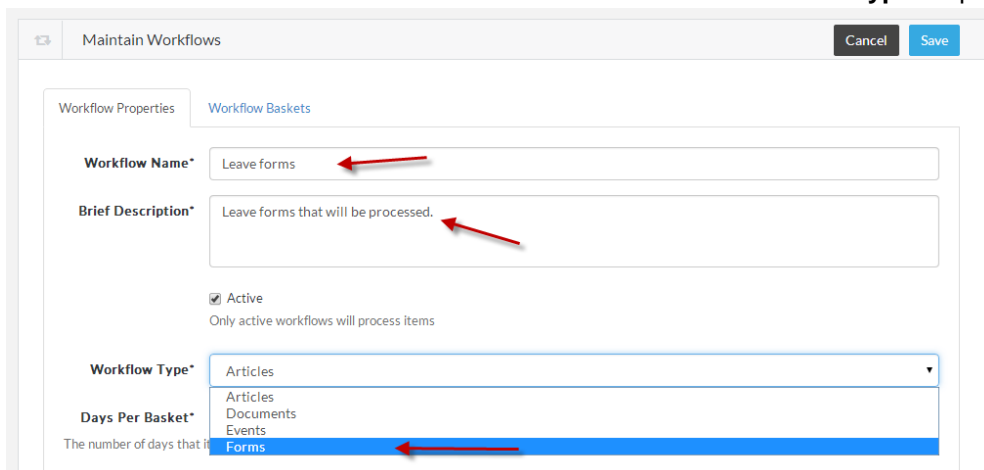 Maintain Workflows
Cancel
Save
Workflow Properties
Workflow Baskets
Workflow Name*
Leave forms
Brief Description*
Leave forms that will be processed.
Active
Only active workflows will process items
Workflow Type*
Articles
Articles
Documents
Events
Forms
Days Per Basket*
The number of days that